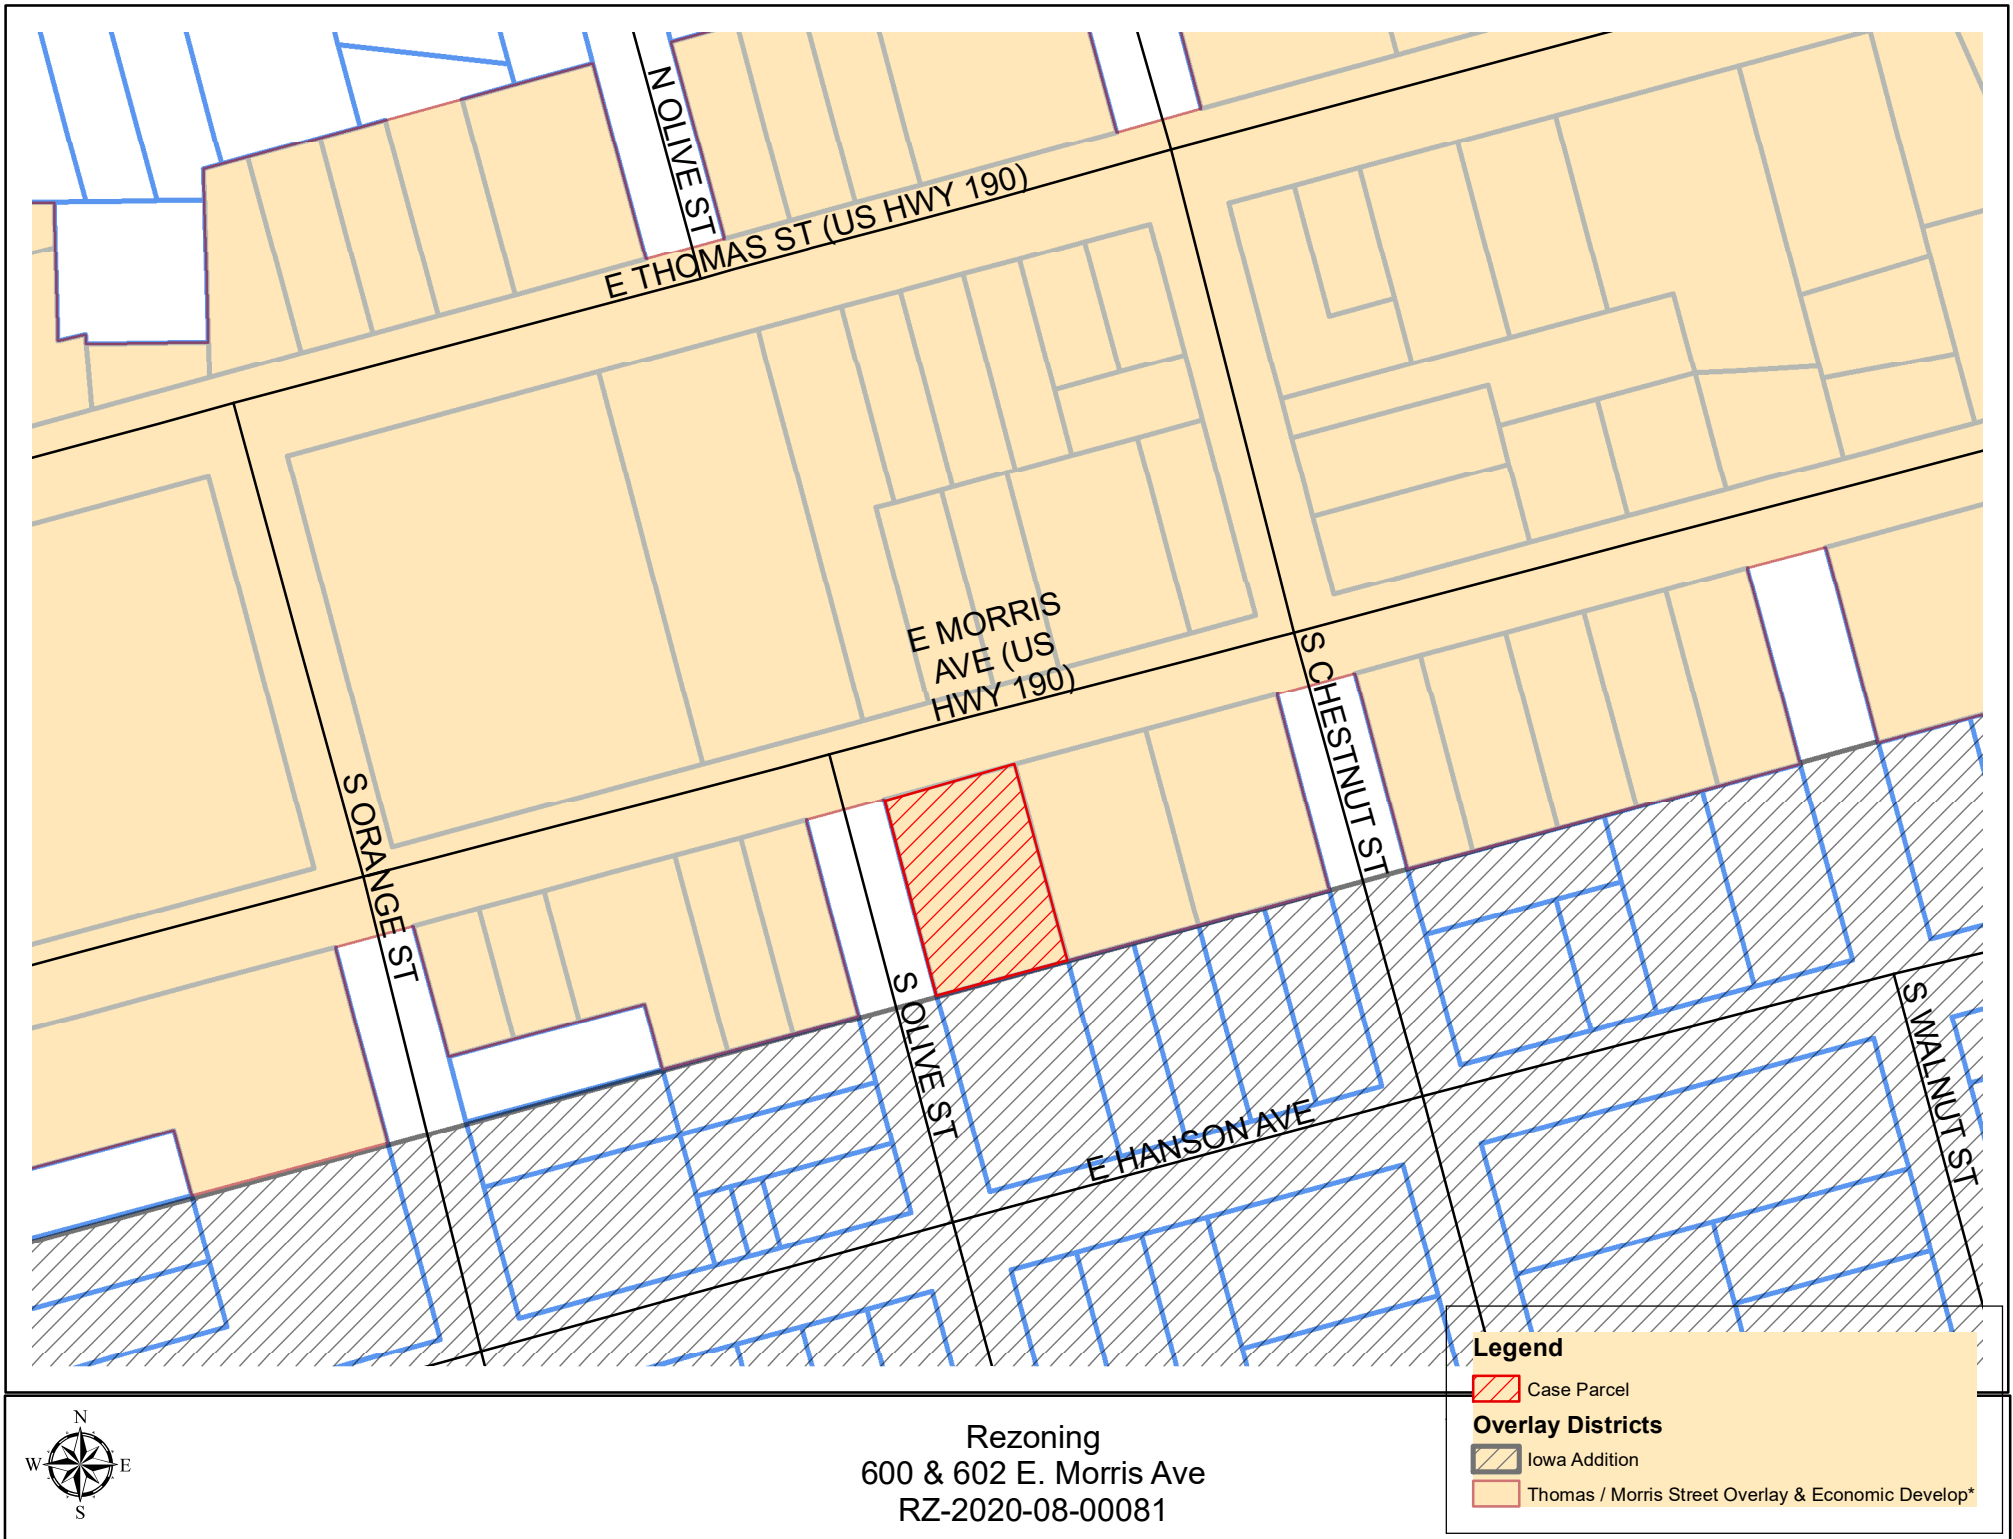 N OLIVE ST
E THOMAS ST (US HWY 190)
E MORRIS
AVE (US
HWY 190)
S CHESTNUT ST
S ORANGE ST
S OLIVE ST
E HANSON AVE
S WALNUT ST
Legend
Case Parcel
Overlay Districts
Iowa Addition
Thomas / Morris Street Overlay & Economic Develop*
N
W E
S
Rezoning
600 & 602 E. Morris Ave
RZ-2020-08-00081